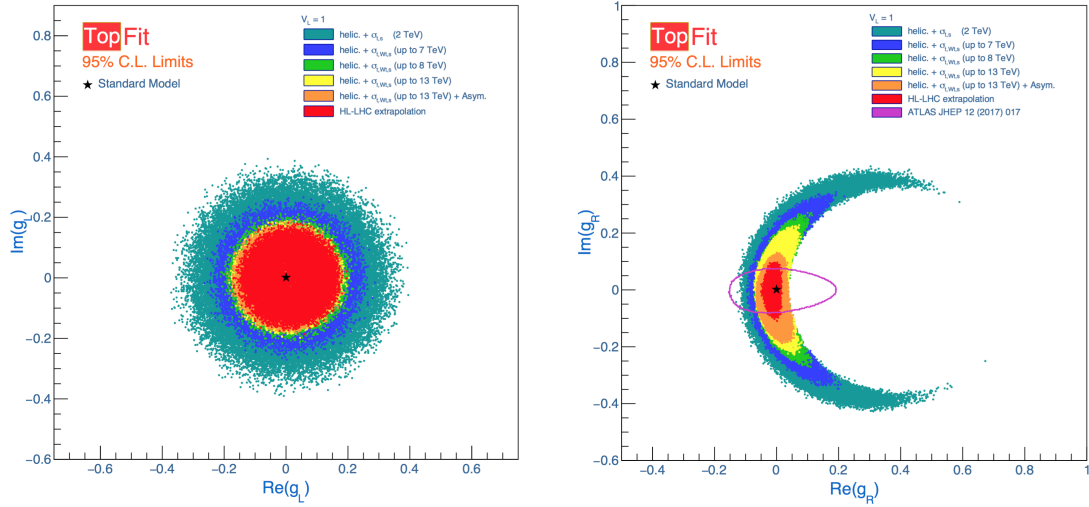 TopFit
95% C.L. Limits
★ Standard Model
V_L = 1
helic. + σ_t,s (2 TeV)
helic. + σ_t,Wt,s (up to 7 TeV)
helic. + σ_t,Wt,s (up to 8 TeV)
helic. + σ_t,Wt,s (up to 13 TeV)
helic. + σ_t,Wt,s (up to 13 TeV) + Asym.
HL-LHC extrapolation
Im(g_L)
0.8
0.6
0.4
0.2
0
−0.2
−0.4
−0.6
−0.6 −0.4 −0.2 0 0.2 0.4 0.6
Re(g_L)
TopFit
95% C.L. Limits
★ Standard Model
V_L = 1
helic. + σ_t,s (2 TeV)
helic. + σ_t,Wt,s (up to 7 TeV)
helic. + σ_t,Wt,s (up to 8 TeV)
helic. + σ_t,Wt,s (up to 13 TeV)
helic. + σ_t,Wt,s (up to 13 TeV) + Asym.
HL-LHC extrapolation
ATLAS JHEP 12 (2017) 017
Im(g_R)
1
0.8
0.6
0.4
0.2
0
−0.2
−0.4
−0.6
−0.4 −0.2 0 0.2 0.4 0.6 0.8 1
Re(g_R)